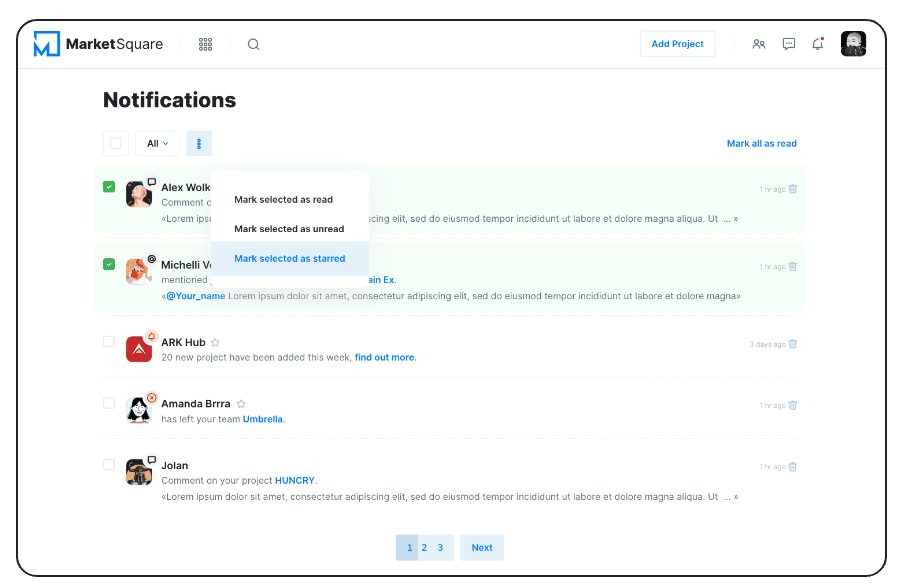 MarketSquare
Add Project
Notifications
All
Mark all as read
Alex Wolk
1 hr ago
Comment o
«Lorem ipsu
scing elit, sed do eiusmod tempor incididunt ut labore et dolore magna aliqua. Ut ... »
Mark selected as read
Mark selected as unread
Mark selected as starred
Michelli Ve
1 hr ago
mentioned
ain Ex.
«@Your_name Lorem ipsum dolor sit amet, consectetur adipiscing elit, sed do eiusmod tempor incididunt ut labore et dolore magna»
ARK Hub
3 days ago
20 new project have been added this week, find out more.
Amanda Brrra
1 hr ago
has left your team Umbrella.
Jolan
1 hr ago
Comment on your project HUNCRY.
«Lorem ipsum dolor sit amet, consectetur adipiscing elit, sed do eiusmod tempor incididunt ut labore et dolore magna aliqua. Ut ... »
1 2 3 Next